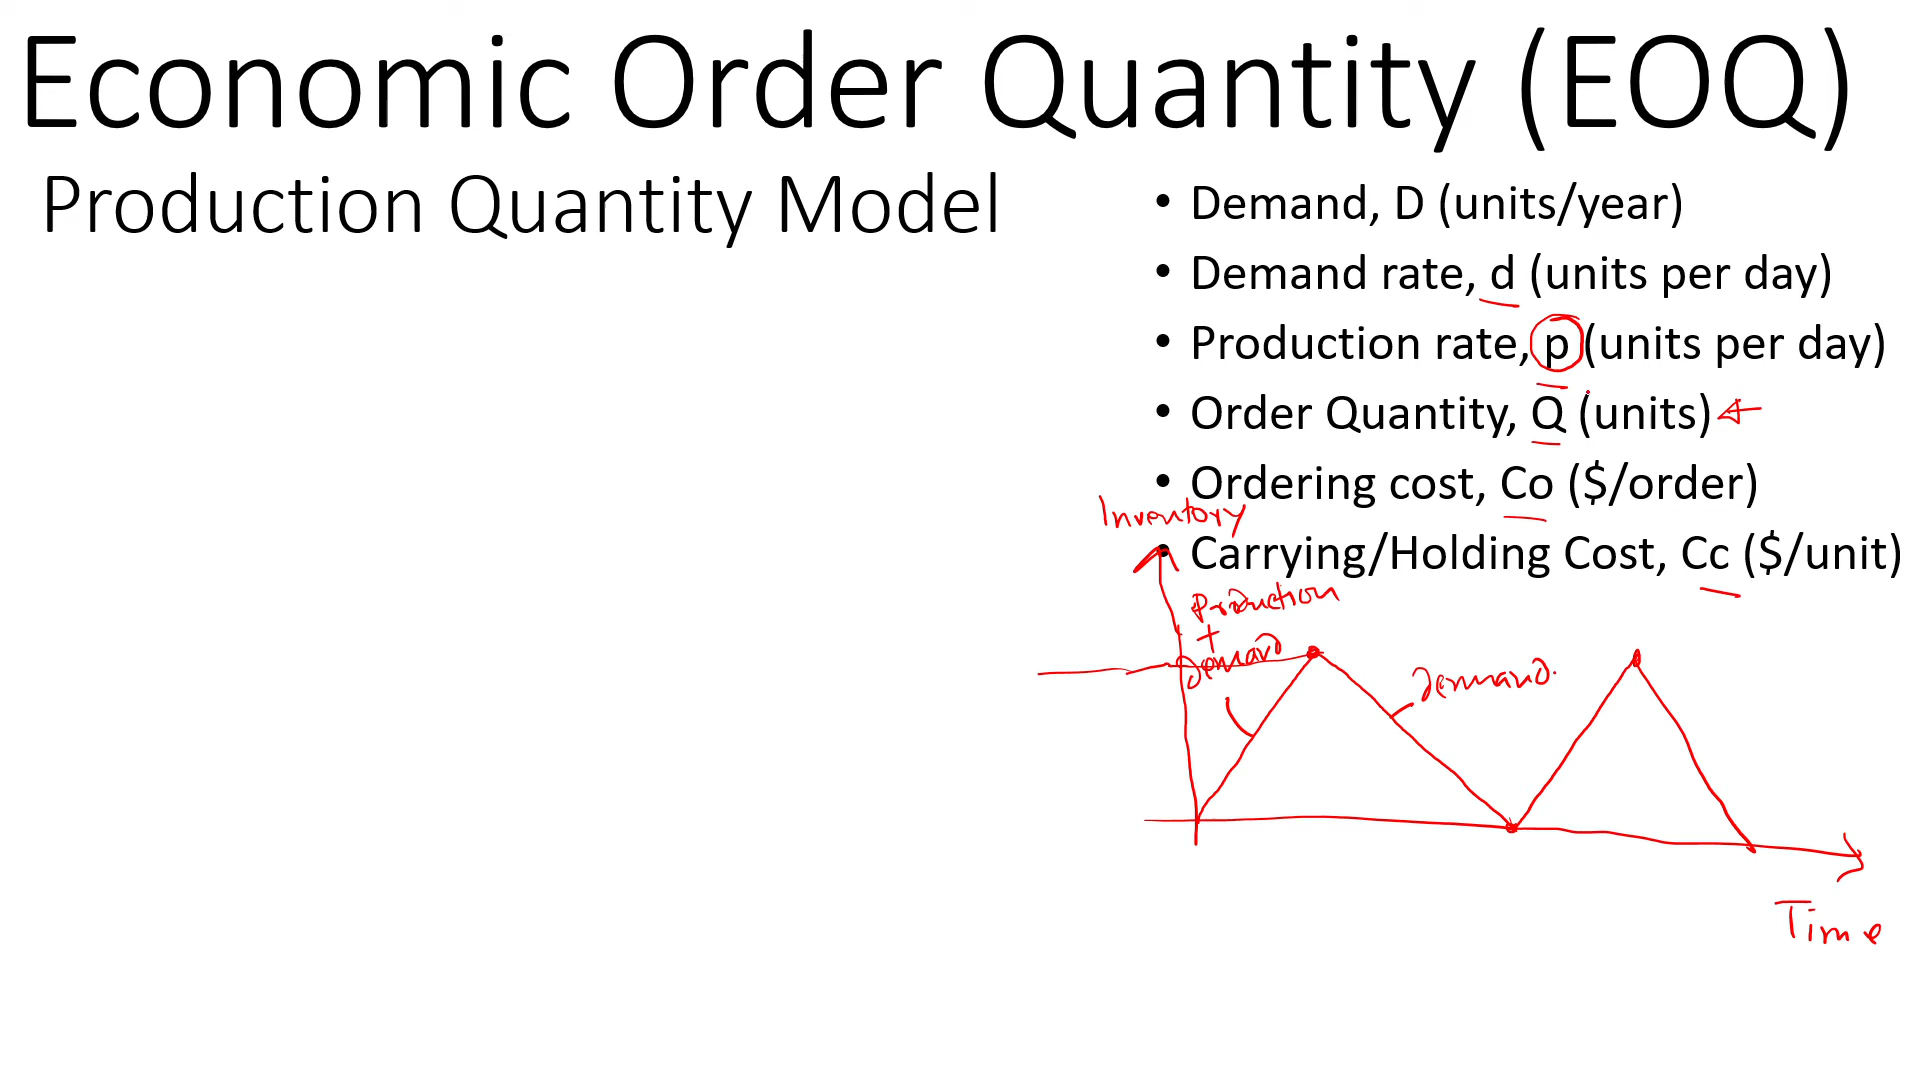 Economic Order Quantity (EOQ)
Production Quantity Model
• Demand, D (units/year)
• Demand rate, d (units per day)
• Production rate, p (units per day)
• Order Quantity, Q (units)
• Ordering cost, Co ($/order)
Inventory
• Carrying/Holding Cost, Cc ($/unit)
Production
+
demand
demand
Time